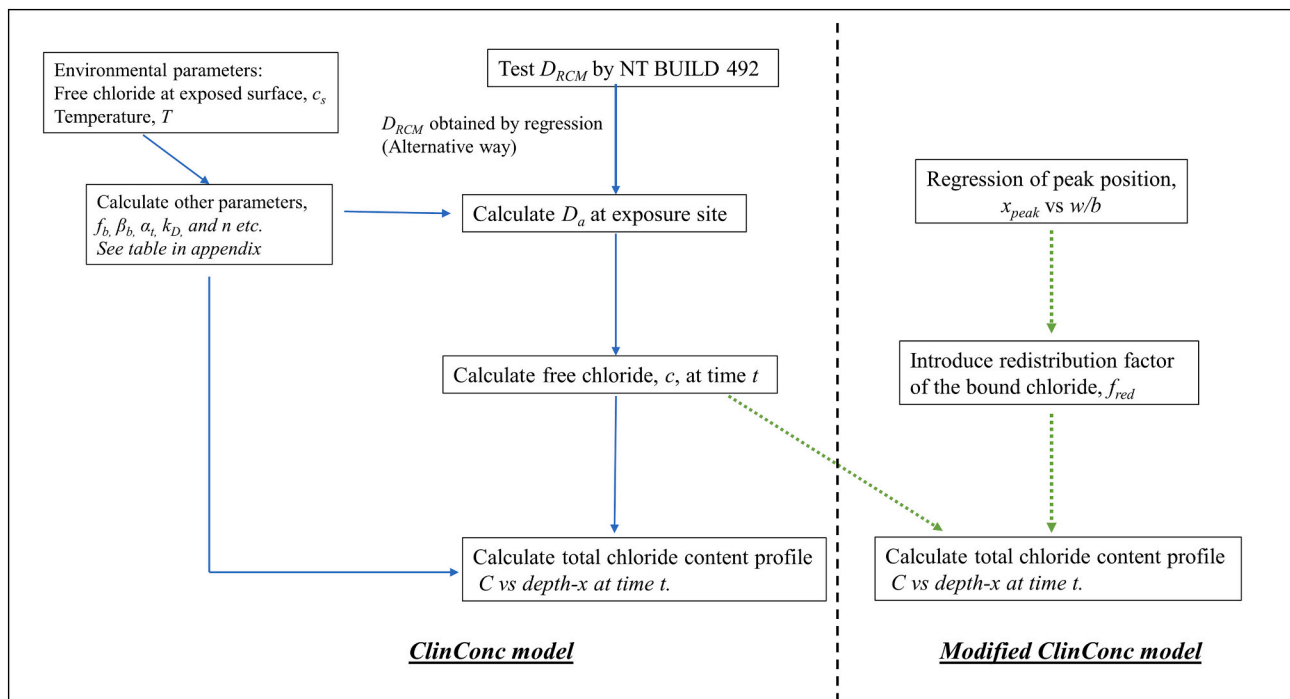 Environmental parameters:
Free chloride at exposed surface, cs
Temperature, T
Test DRCM by NT BUILD 492
DRCM obtained by regression
(Alternative way)
Calculate other parameters,
fb, βb, αt, kD, and n etc.
See table in appendix
Calculate Da at exposure site
Calculate free chloride, c, at time t
Calculate total chloride content profile
C vs depth-x at time t.
ClinConc model
Regression of peak position,
xpeak vs w/b
Introduce redistribution factor
of the bound chloride, fred
Calculate total chloride content profile
C vs depth-x at time t.
Modified ClinConc model